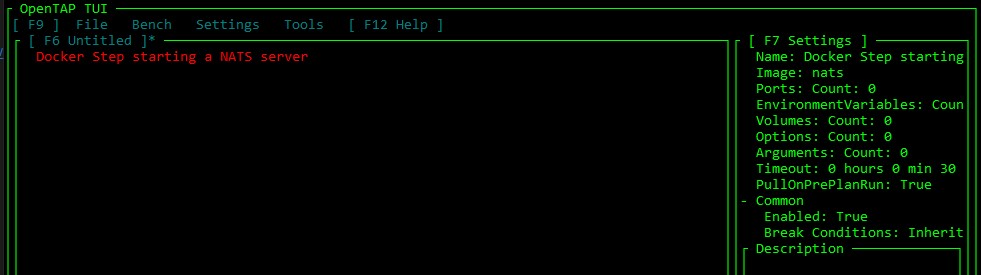 OpenTAP TUI
[ F9 ] File Bench Settings Tools [ F12 Help ]
[ F6 Untitled ]*
Docker Step starting a NATS server
[ F7 Settings ]
Name: Docker Step starting
Image: nats
Ports: Count: 0
EnvironmentVariables: Coun
Volumes: Count: 0
Options: Count: 0
Arguments: Count: 0
Timeout: 0 hours 0 min 30
PullOnPrePlanRun: True
- Common
Enabled: True
Break Conditions: Inherit
Description